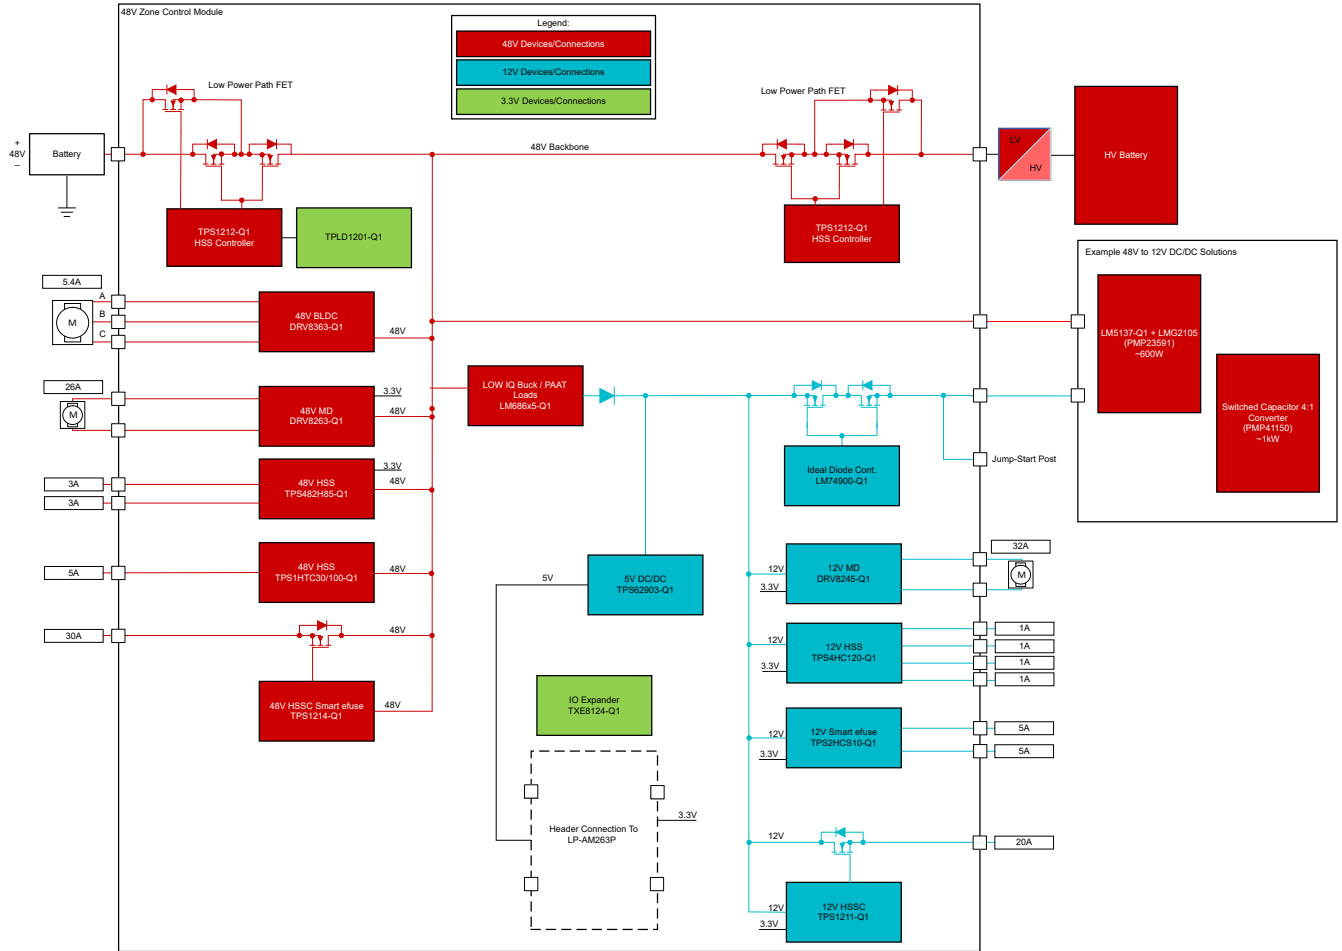 48V Zone Control Module
Legend:
48V Devices/Connections
12V Devices/Connections
3.3V Devices/Connections
Low Power Path FET
Low Power Path FET
+
48V
–
Battery
48V Backbone
LV
HV
HV Battery
TPS1212-Q1
HSS Controller
TPLD1201-Q1
TPS1212-Q1
HSS Controller
Example 48V to 12V DC/DC Solutions
LM5137-Q1 + LMG2105
(PMP23591)
~600W
Switched Capacitor 4:1
Converter
(PMP41150)
~1kW
5.4A
M
A
B
C
48V BLDC
DRV8363-Q1
48V
26A
M
48V MD
DRV8263-Q1
3.3V
48V
LOW IQ Buck / PAAT
Loads
LM686x5-Q1
Ideal Diode Cont.
LM74900-Q1
Jump-Start Post
3A
3A
48V HSS
TPS482H85-Q1
3.3V
48V
5A
48V HSS
TPS1HTC30/100-Q1
48V
5V
5V DC/DC
TPS62903-Q1
12V
3.3V
12V MD
DRV8245-Q1
32A
M
30A
48V
48V HSSC Smart efuse
TPS1214-Q1
48V
12V
3.3V
12V HSS
TPS4HC120-Q1
1A
1A
1A
1A
IO Expander
TXE8124-Q1
12V
3.3V
12V Smart efuse
TPS2HCS10-Q1
5A
5A
Header Connection To
LP-AM263P
3.3V
12V
20A
12V
3.3V
12V HSSC
TPS1211-Q1